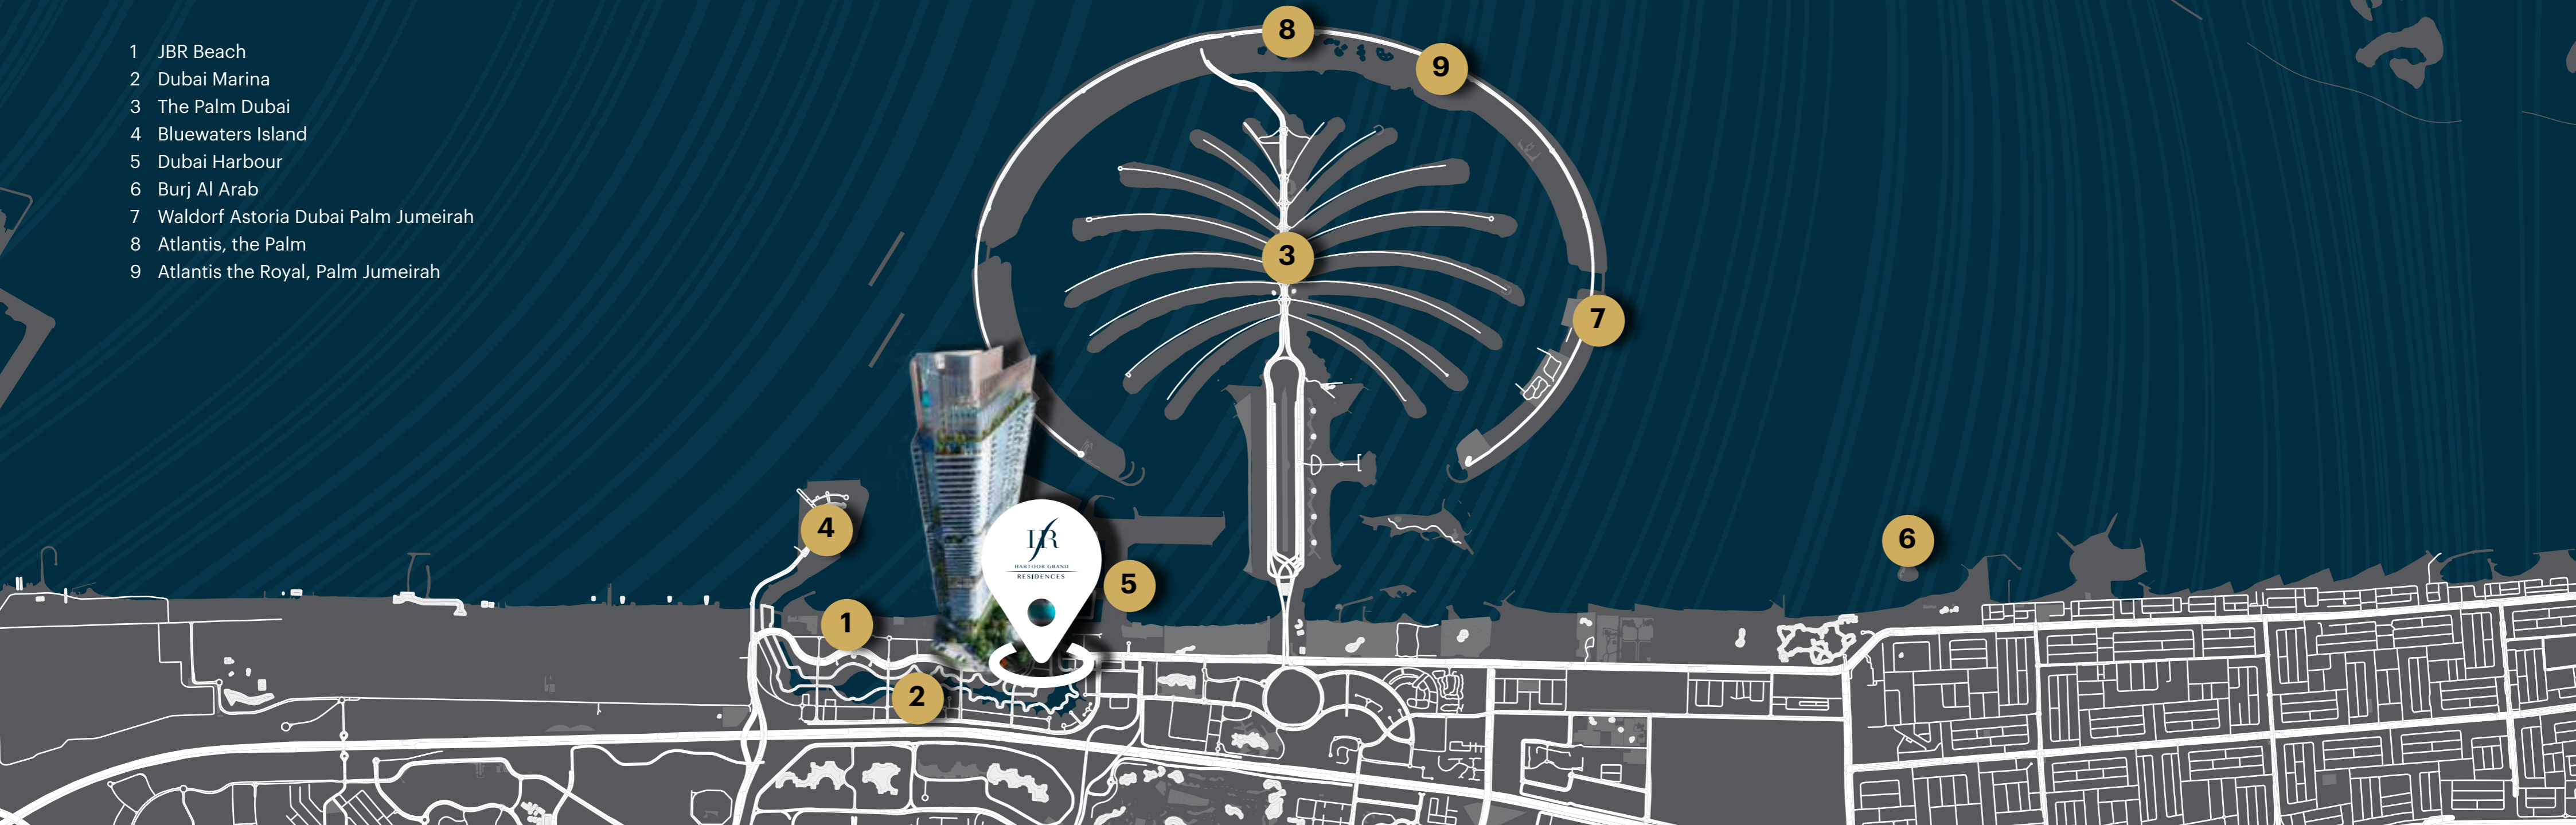 1 JBR Beach
2 Dubai Marina
3 The Palm Dubai
4 Bluewaters Island
5 Dubai Harbour
6 Burj Al Arab
7 Waldorf Astoria Dubai Palm Jumeirah
8 Atlantis, the Palm
9 Atlantis the Royal, Palm Jumeirah
8
9
3
7
4
6
HR
HABTOOR GRAND
RESIDENCES
5
1
2